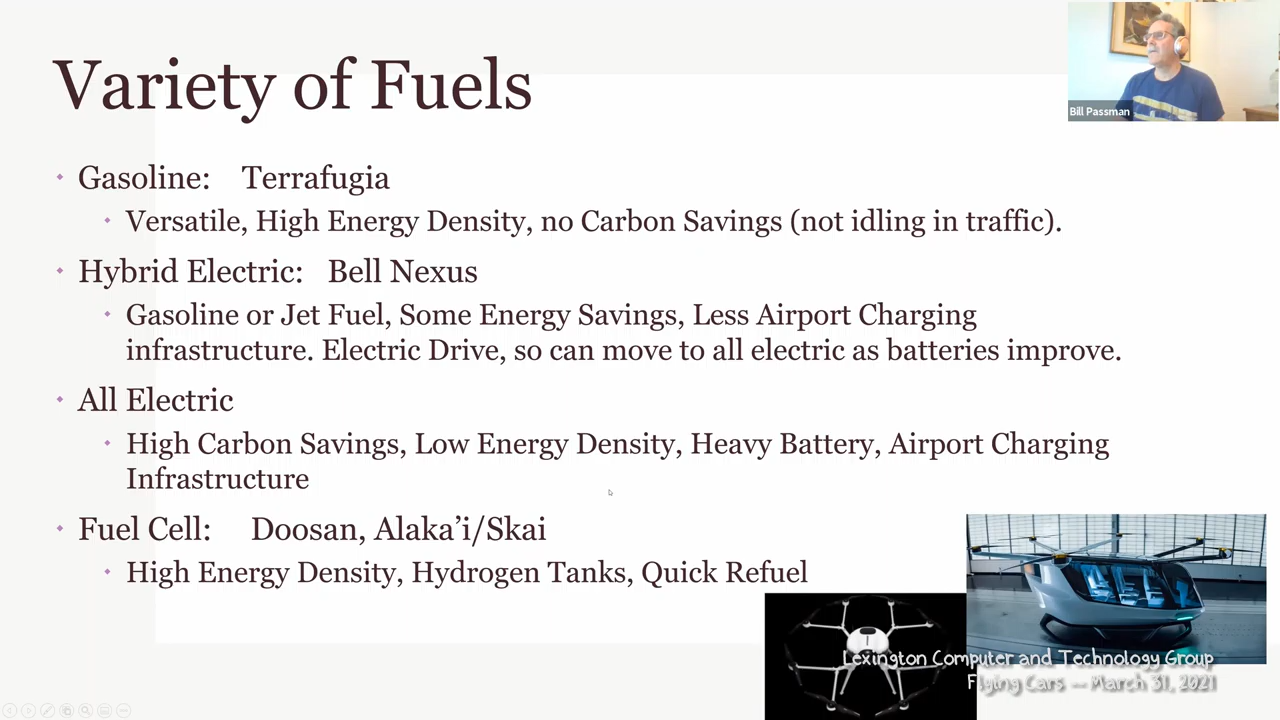 Variety of Fuels
Bill Passman
Gasoline: Terrafugia
Versatile, High Energy Density, no Carbon Savings (not idling in traffic).
Hybrid Electric: Bell Nexus
Gasoline or Jet Fuel, Some Energy Savings, Less Airport Charging
infrastructure. Electric Drive, so can move to all electric as batteries improve.
All Electric
High Carbon Savings, Low Energy Density, Heavy Battery, Airport Charging
Infrastructure
Fuel Cell: Doosan, Alaka’i/Skai
High Energy Density, Hydrogen Tanks, Quick Refuel
Lexington Computer and Technology Group
Flying Cars -- March 31, 2021